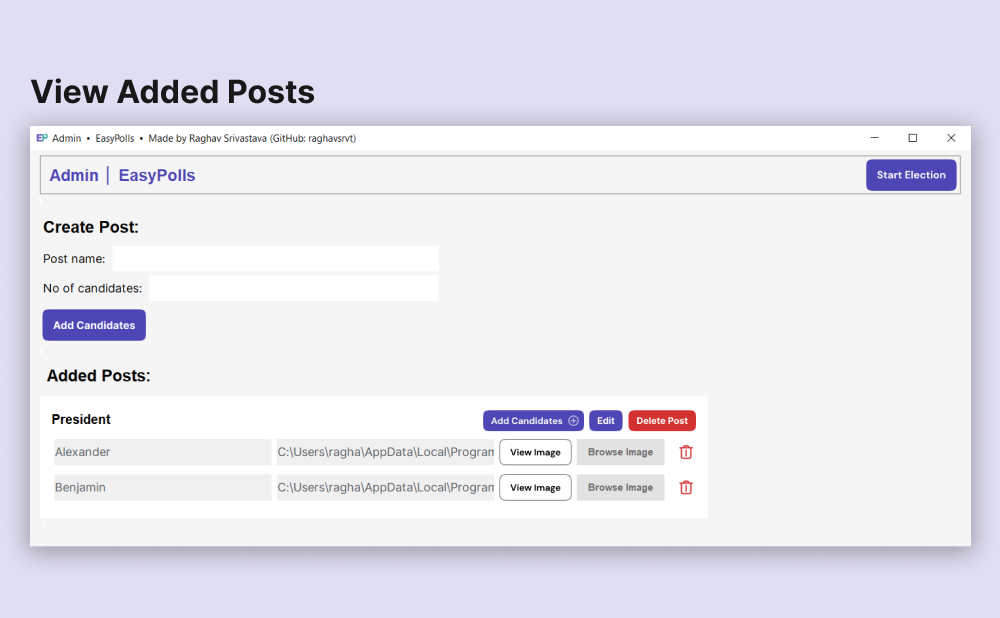 View Added Posts
EP Admin • EasyPolls • Made by Raghav Srivastava (GitHub: raghavsrvt)
Admin | EasyPolls Start Election
Create Post:
Post name:
No of candidates:
Add Candidates
Added Posts:
President Add Candidates Edit Delete Post
Alexander C:\Users\ragha\AppData\Local\Program View Image Browse Image
Benjamin C:\Users\ragha\AppData\Local\Program View Image Browse Image